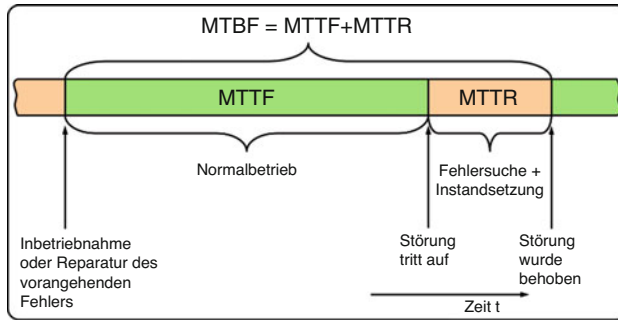 MTBF = MTTF+MTTR
MTTF
MTTR
Normalbetrieb
Fehlersuche +
Instandsetzung
Inbetriebnahme
oder Reparatur des
vorangehenden
Fehlers
Störung
tritt auf
Störung
wurde
behoben
Zeit t